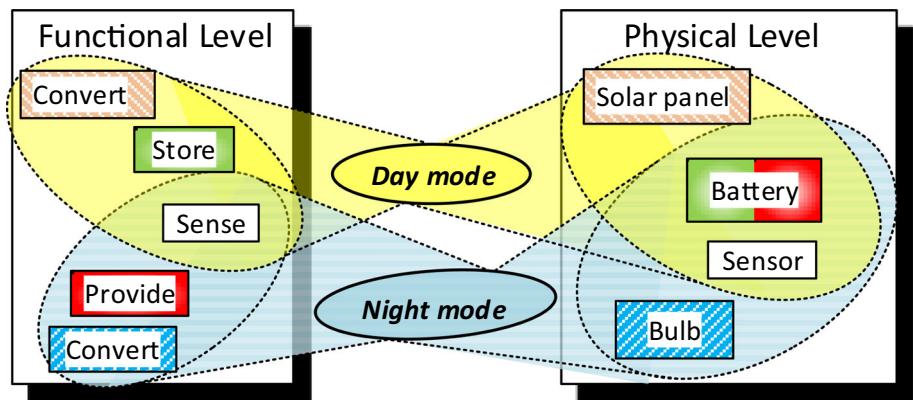 Functional Level
Physical Level
Convert
Solar panel
Store
Day mode
Battery
Sense
Sensor
Provide
Night mode
Bulb
Convert